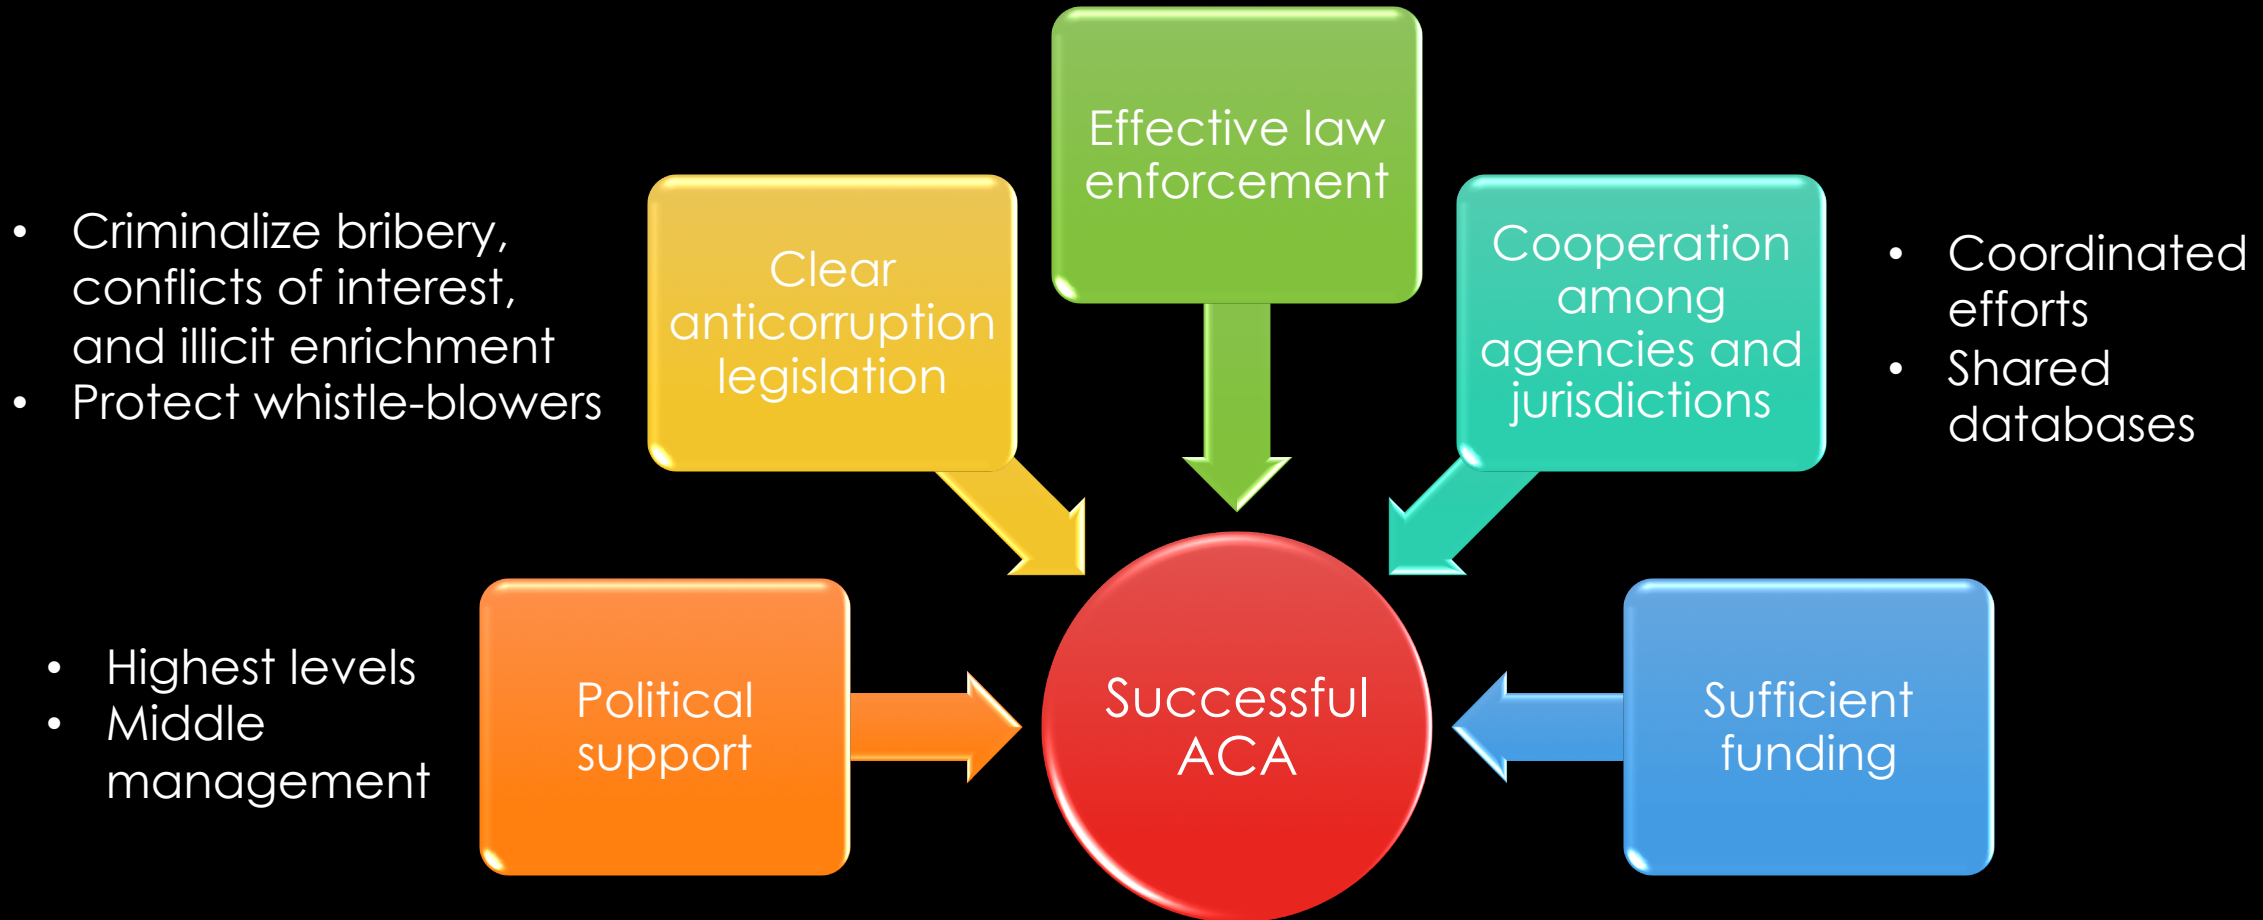 Effective law
enforcement
• Criminalize bribery,
conflicts of interest,
and illicit enrichment
• Protect whistle-blowers
Clear
anticorruption
legislation
Cooperation
among
agencies and
jurisdictions
• Coordinated
efforts
• Shared
databases
• Highest levels
• Middle
management
Political
support
Successful
ACA
Sufficient
funding